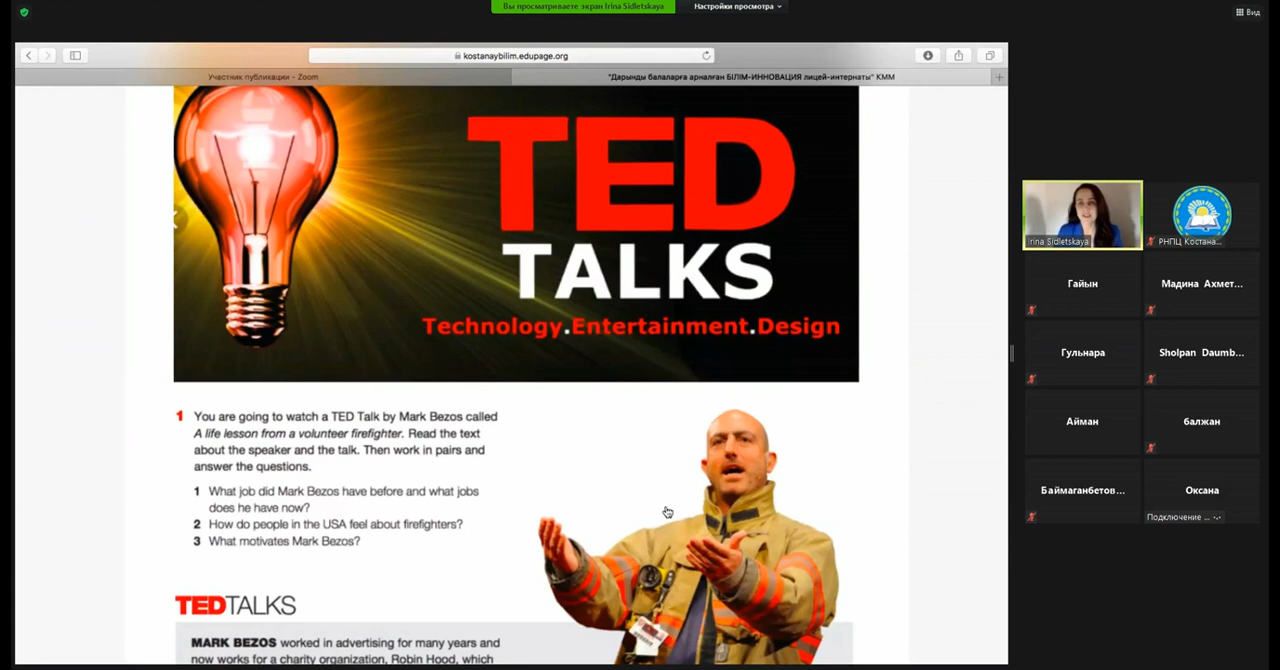 Вы просматриваете экран Irina Sidletskaya
Настройки просмотра
Вид
kostanaybilim.edupage.org
Участник публикации - Zoom
"Дарынды балаларға арналған БІЛІМ-ИННОВАЦИЯ лицей-интернаты" КММ
TED
TALKS
Technology.Entertainment.Design
1 You are going to watch a TED Talk by Mark Bezos called
A life lesson from a volunteer firefighter. Read the text
about the speaker and the talk. Then work in pairs and
answer the questions.
1 What job did Mark Bezos have before and what jobs
does he have now?
2 How do people in the USA feel about firefighters?
3 What motivates Mark Bezos?
TEDTALKS
MARK BEZOS worked in advertising for many years and
now works for a charity organization, Robin Hood, which
Irina Sidletskaya
РНПЦ Костана...
Гайын
Мадина Ахмет...
Гульнара
Sholpan Daumb...
Айман
балжан
Баймаганбетов...
Оксана
Подключение ...